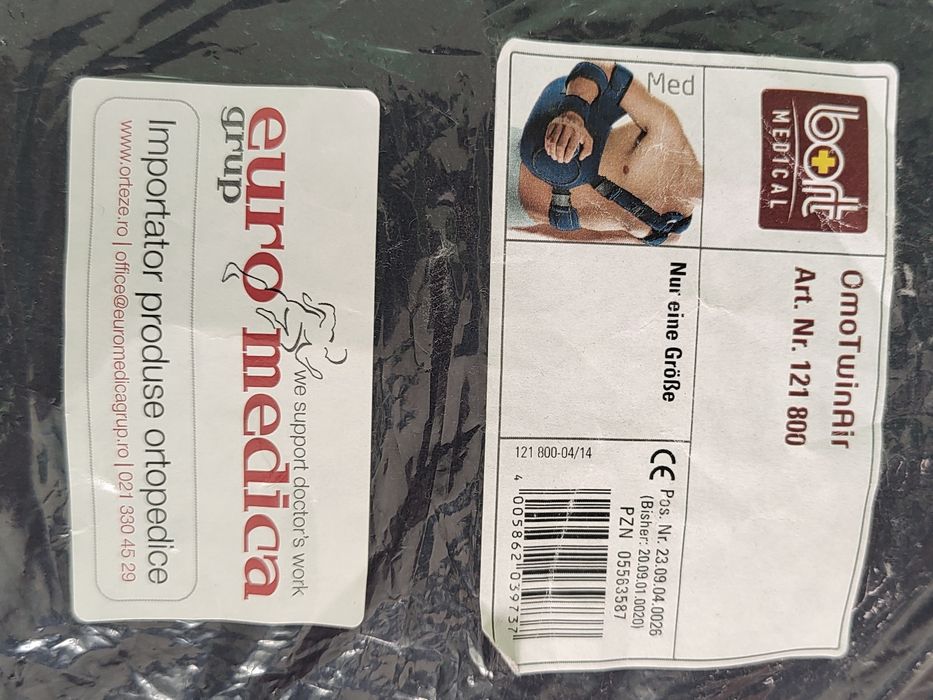 bort
MEDICAL
OmoTwinAir
Art. Nr. 121 800
Med
Nur eine Größe
CE Pos. Nr. 23.09.04.0026
(Bisher: 20.09.01.0020)
PZN 05563587
121 800-04/14
4 005862 039737
we support doctor's work
euro medica
grup
Importator produse ortopedice
www.orteze.ro | office@euromedicagrup.ro | 021 330 45 29